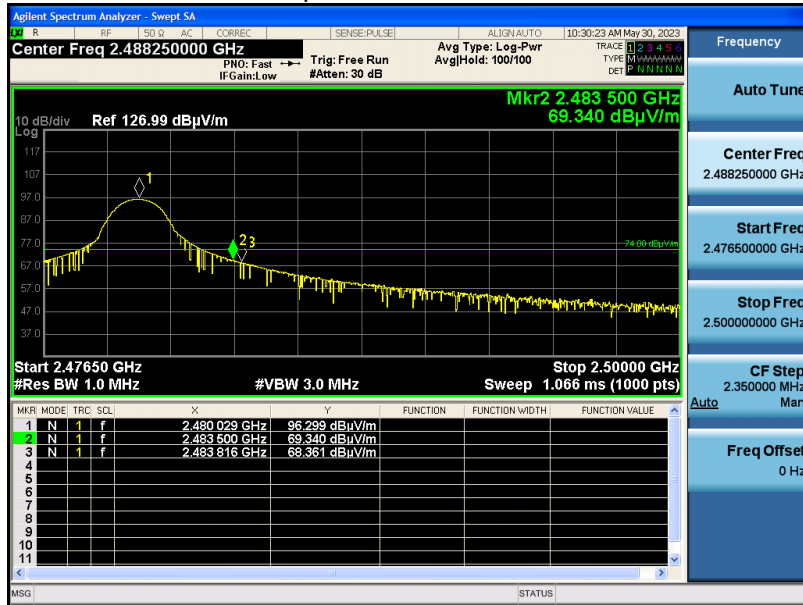 Agilent Spectrum Analyzer - Swept SA
LXI R RF 50 Ω AC CORREC SENSE:PULSE ALIGN AUTO 10:30:23 AM May 30, 2023
Center Freq 2.488250000 GHz
PNO: Fast
IFGain:Low
Trig: Free Run
#Atten: 30 dB
Avg Type: Log-Pwr
Avg|Hold: 100/100
TRACE 1 2 3 4 5 6
TYPE M
DET P N N N N N
Mkr2 2.483 500 GHz
69.340 dBµV/m
10 dB/div Ref 126.99 dBµV/m
Log
117
107
97.0
87.0
77.0
67.0
57.0
47.0
37.0
1
2 3
74.00 dBµV/m
Start 2.47650 GHz Stop 2.50000 GHz
#Res BW 1.0 MHz #VBW 3.0 MHz Sweep 1.066 ms (1000 pts)
MKR MODE TRC SCL X Y FUNCTION FUNCTION WIDTH FUNCTION VALUE
1 N 1 f 2.480 029 GHz 96.299 dBµV/m
2 N 1 f 2.483 500 GHz 69.340 dBµV/m
3 N 1 f 2.483 816 GHz 68.361 dBµV/m
4
5
6
7
8
9
10
11
MSG STATUS
Frequency
Auto Tune
Center Freq
2.488250000 GHz
Start Freq
2.476500000 GHz
Stop Freq
2.500000000 GHz
CF Step
2.350000 MHz
Auto Man
Freq Offset
0 Hz